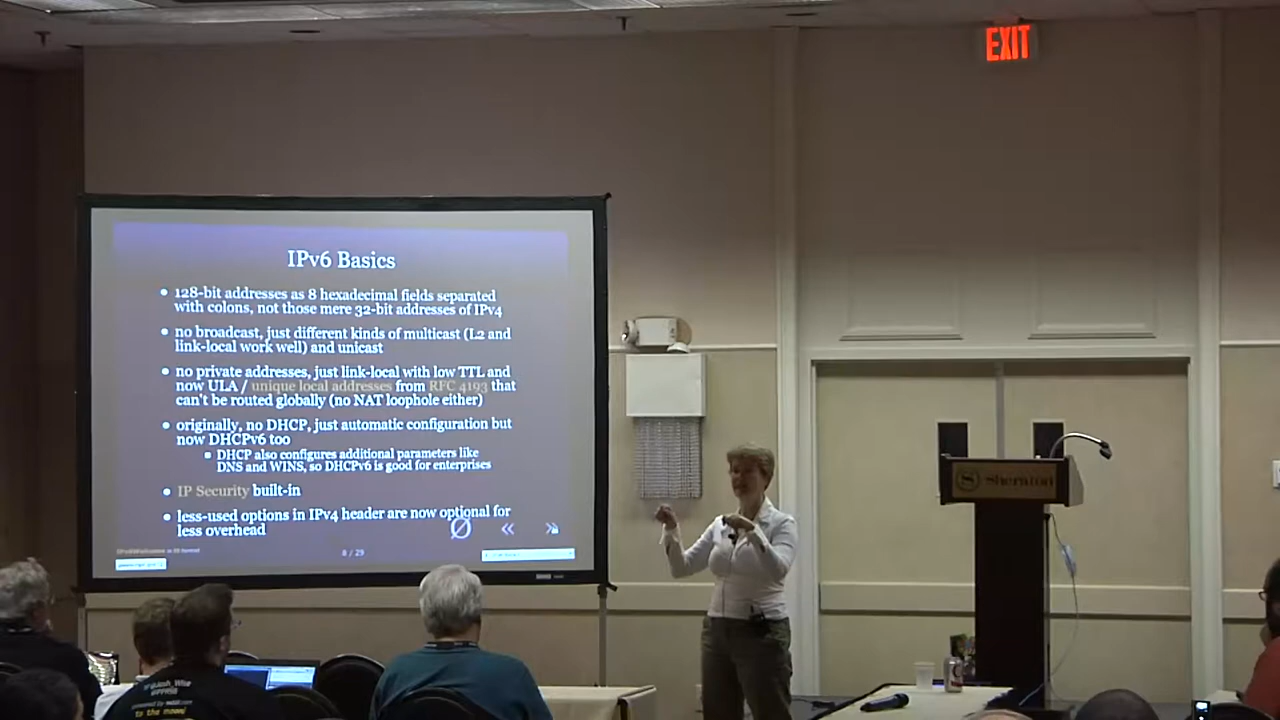 EXIT
IPv6 Basics
128-bit addresses as 8 hexadecimal fields separated
with colons, not those mere 32-bit addresses of IPv4
no broadcast, just different kinds of multicast (L2 and
link-local work well) and unicast
no private addresses, just link-local with low TTL and
now ULA / unique local addresses from RFC 4193 that
can't be routed globally (no NAT loophole either)
originally, no DHCP, just automatic configuration but
now DHCPv6 too
DHCP also configures additional parameters like
DNS and WINS, so DHCPv6 is good for enterprises
IP Security built-in
less-used options in IPv4 header are now optional for
less overhead
8 / 29
Sheraton
to the moon!